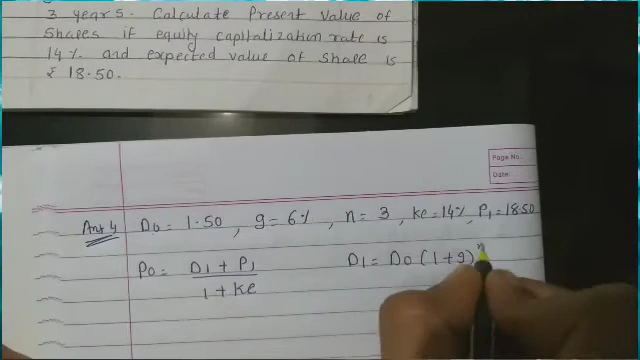 3 years. Calculate Present Value of
Shares if equity capitalization rate is
14% and expected value of share is
₹ 18.50.
Page No.
Date:
Ans 4 D0 = 1.50 , g = 6% , n = 3 , ke = 14% , P1 = 18.50
P0 = D1 + P1 / 1 + ke
D1 = D0 (1+g)^n